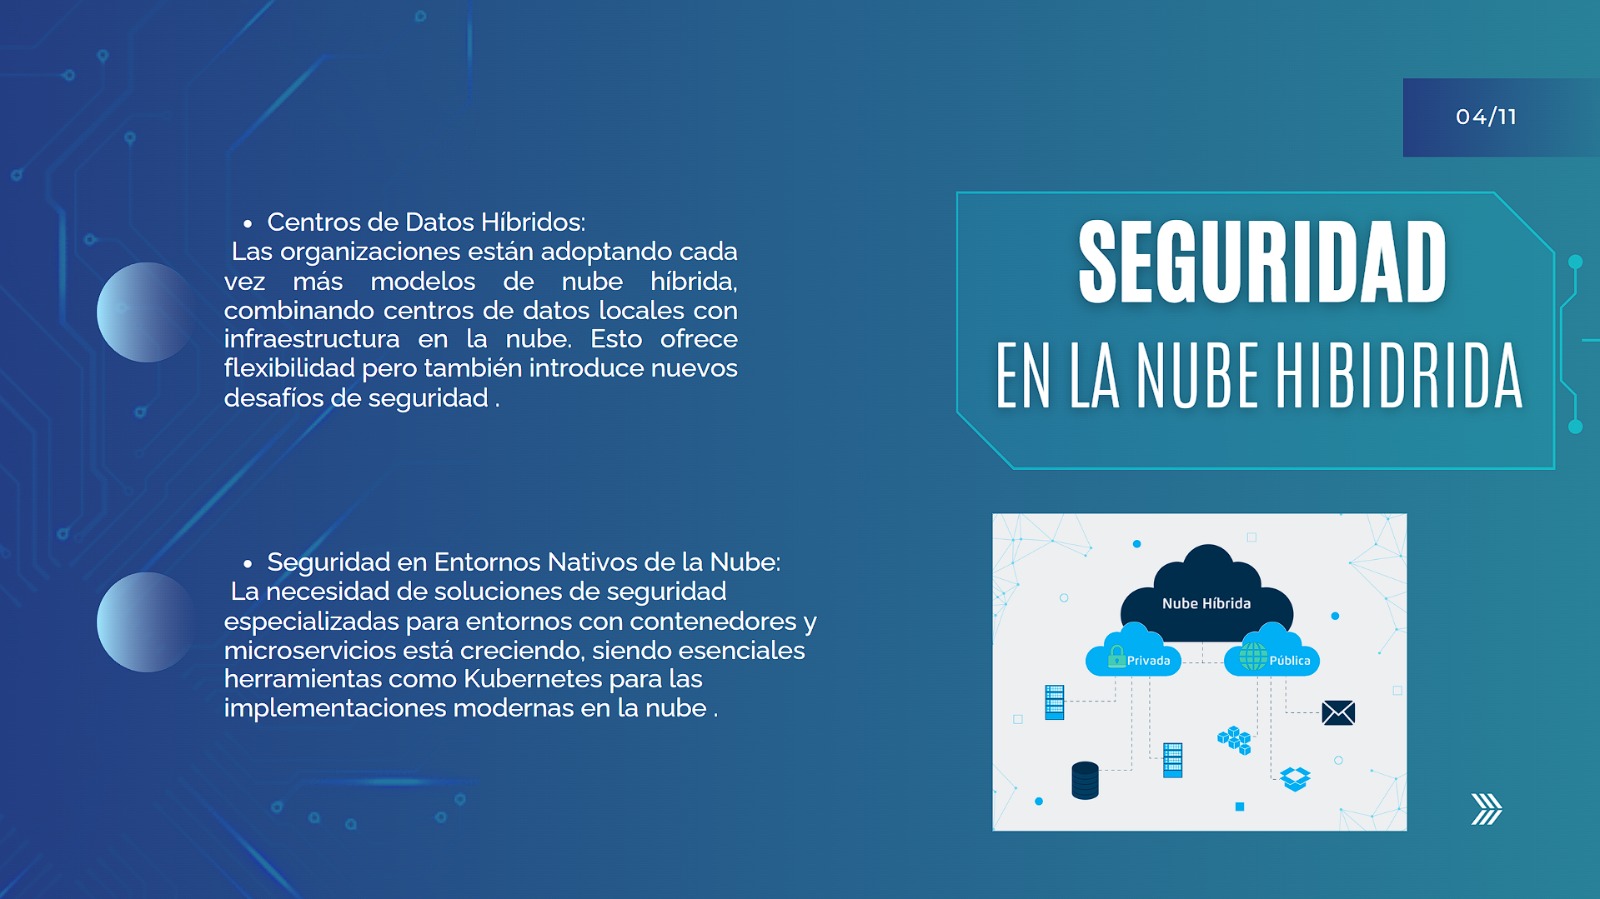 04/11
SEGURIDAD
EN LA NUBE HIBIDRIDA
• Centros de Datos Híbridos:
Las organizaciones están adoptando cada
vez más modelos de nube híbrida,
combinando centros de datos locales con
infraestructura en la nube. Esto ofrece
flexibilidad pero también introduce nuevos
desafíos de seguridad .
• Seguridad en Entornos Nativos de la Nube:
La necesidad de soluciones de seguridad
especializadas para entornos con contenedores y
microservicios está creciendo, siendo esenciales
herramientas como Kubernetes para las
implementaciones modernas en la nube .
Nube Híbrida
Privada
Pública